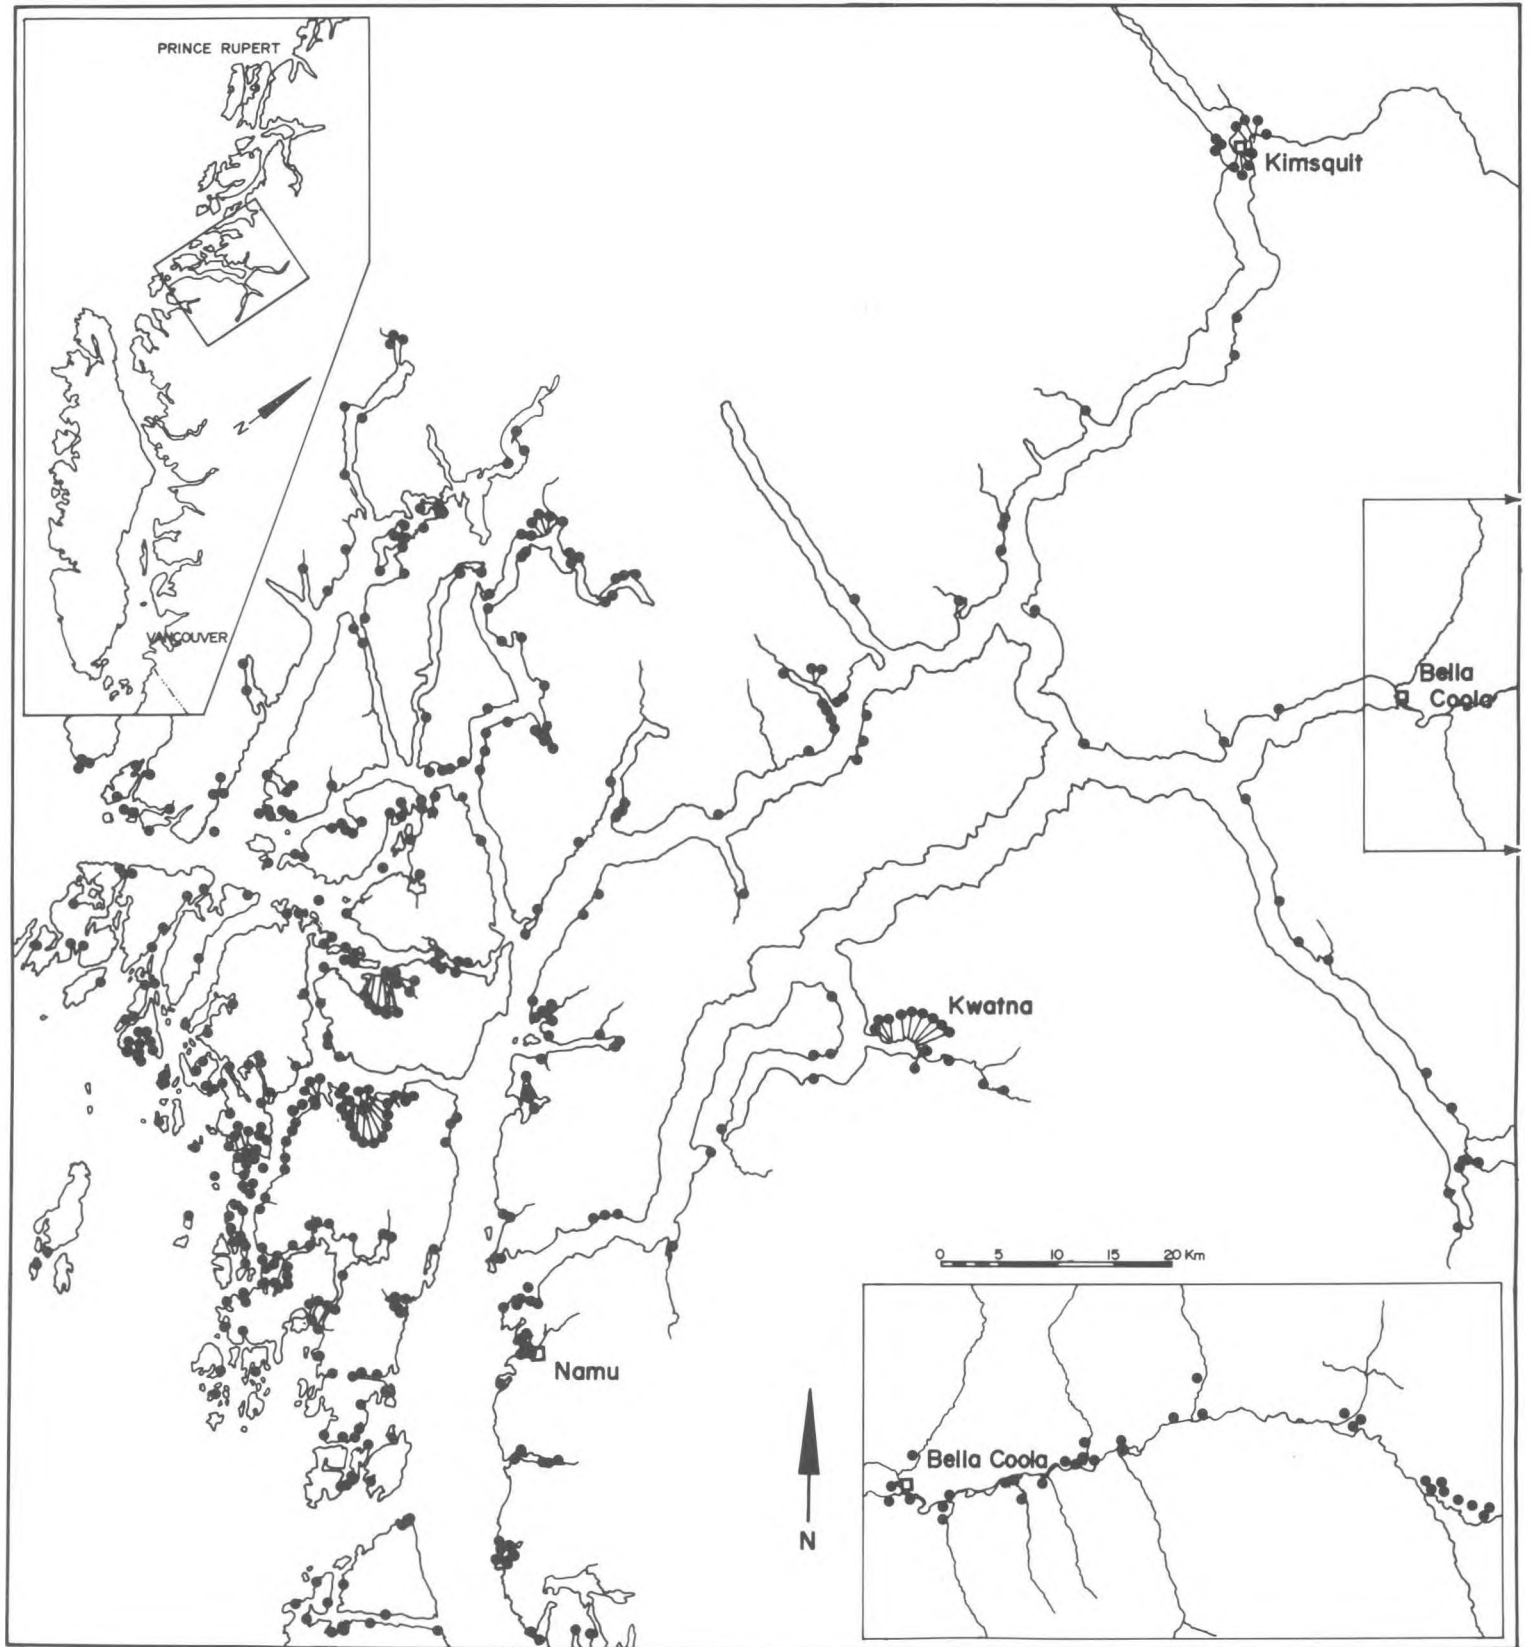 PRINCE RUPERT
Kimsquit
N
VANCOUVER
Bella
Coola
Kwatna
0 5 10 15 20 Km
Namu
Bella Coola
N